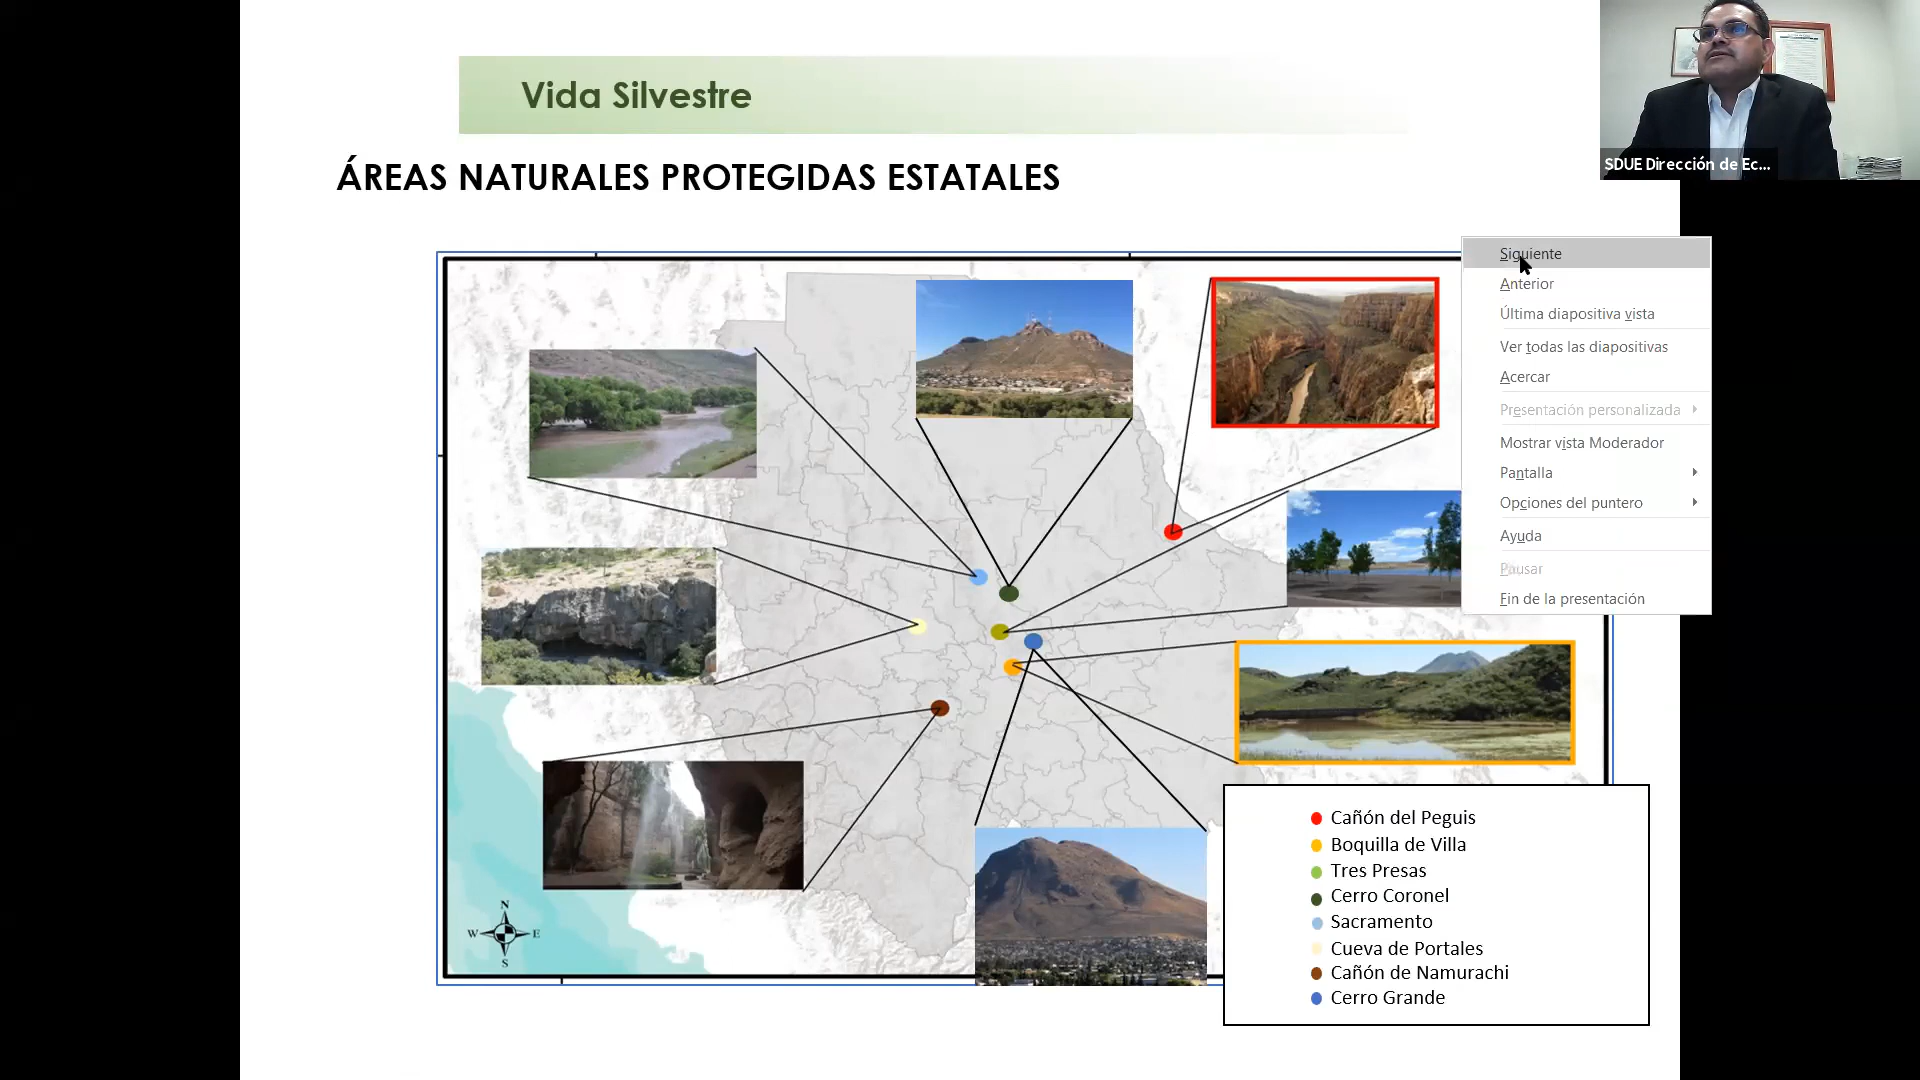 Vida Silvestre
ÁREAS NATURALES PROTEGIDAS ESTATALES
SDUE Dirección de Ec...
Siguiente
Anterior
Última diapositiva vista
Ver todas las diapositivas
Acercar
Presentación personalizada
Mostrar vista Moderador
Pantalla
Opciones del puntero
Ayuda
Pausar
Fin de la presentación
N
W E
S
Cañón del Peguis
Boquilla de Villa
Tres Presas
Cerro Coronel
Sacramento
Cueva de Portales
Cañón de Namurachi
Cerro Grande